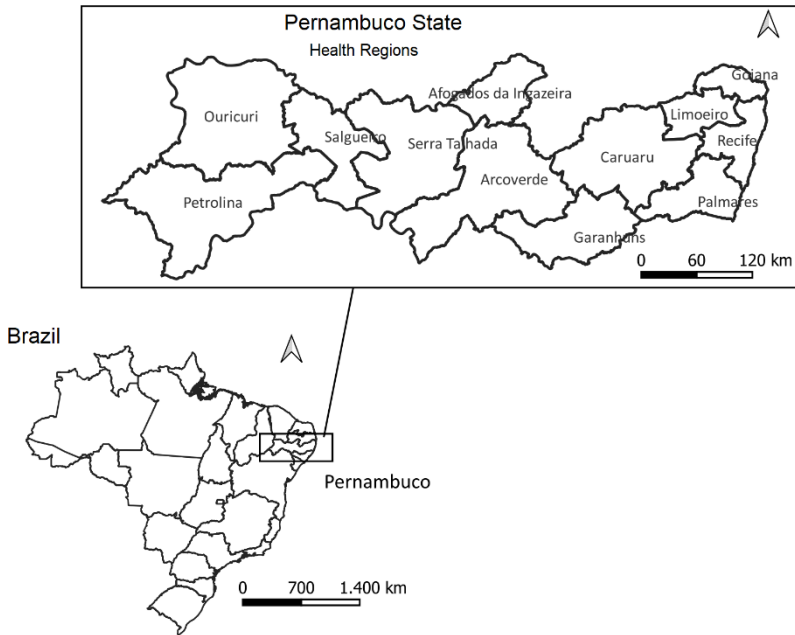 Pernambuco State
Health Regions
Goiana
Afogados da Ingazeira
Ouricuri
Limoeiro
Salgueiro
Serra Talhada
Recife
Caruaru
Arcoverde
Petrolina
Palmares
Garanhuns
0 60 120 km
Brazil
Pernambuco
0 700 1.400 km